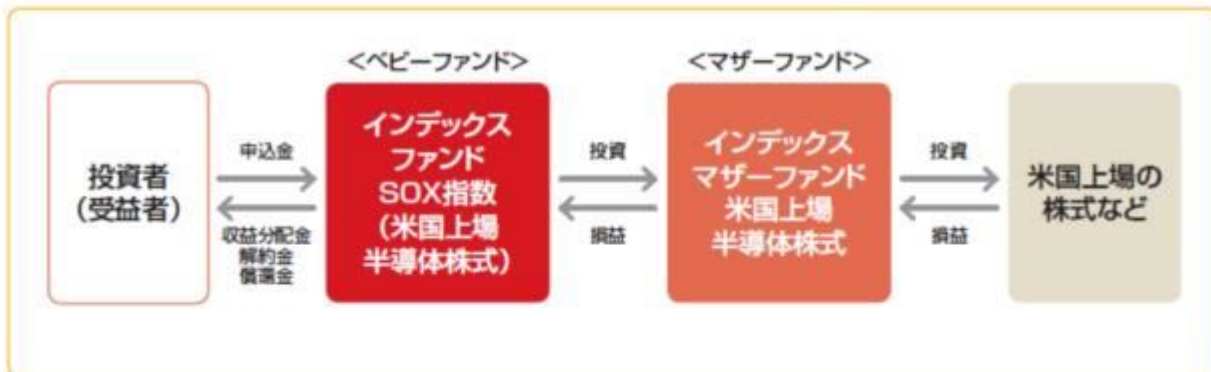 <ベビーファンド>
<マザーファンド>
投資者
(受益者)
申込金
収益分配金
解約金
償還金
インデックス
ファンド
SOX指数
(米国上場
半導体株式)
投資
損益
インデックス
マザーファンド
米国上場
半導体株式
投資
損益
米国上場の
株式など